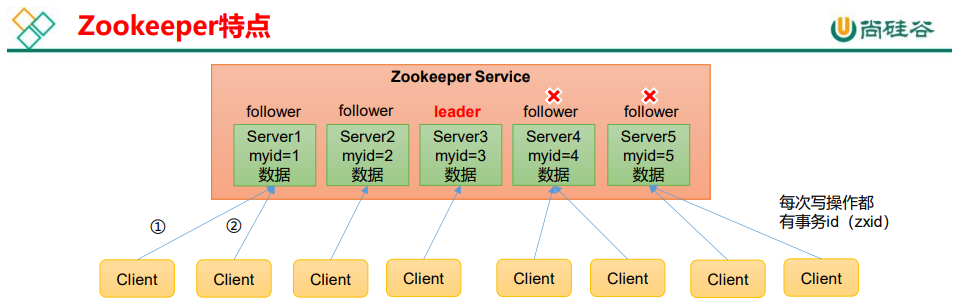 Zookeeper特点
尚硅谷
Zookeeper Service
follower
follower
leader
follower
follower
Server1
myid=1
数据
Server2
myid=2
数据
Server3
myid=3
数据
Server4
myid=4
数据
Server5
myid=5
数据
每次写操作都
有事务id（zxid）
①
②
Client
Client
Client
Client
Client
Client
Client
Client